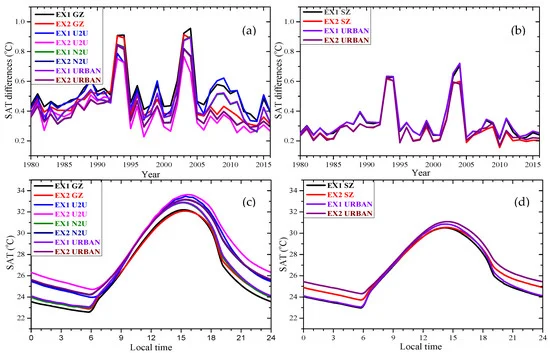 EX1 GZ
EX2 GZ
EX1 U2U
EX2 U2U
EX1 N2U
EX2 N2U
EX1 URBAN
EX2 URBAN
(a)
SAT differences (°C)
1.0
0.8
0.6
0.4
0.2
1980 1985 1990 1995 2000 2005 2010 2015
Year
EX1 SZ
EX2 SZ
EX1 URBAN
EX2 URBAN
(b)
SAT differences (°C)
1.0
0.8
0.6
0.4
0.2
1980 1985 1990 1995 2000 2005 2010 2015
Year
EX1 GZ
EX2 GZ
EX1 U2U
EX2 U2U
EX1 N2U
EX2 N2U
EX1 URBAN
EX2 URBAN
(c)
SAT (°C)
34
32
30
28
26
24
22
0 3 6 9 12 15 18 21 24
Local time
EX1 SZ
EX2 SZ
EX1 URBAN
EX2 URBAN
(d)
SAT (°C)
34
32
30
28
26
24
22
0 3 6 9 12 15 18 21 24
Local time